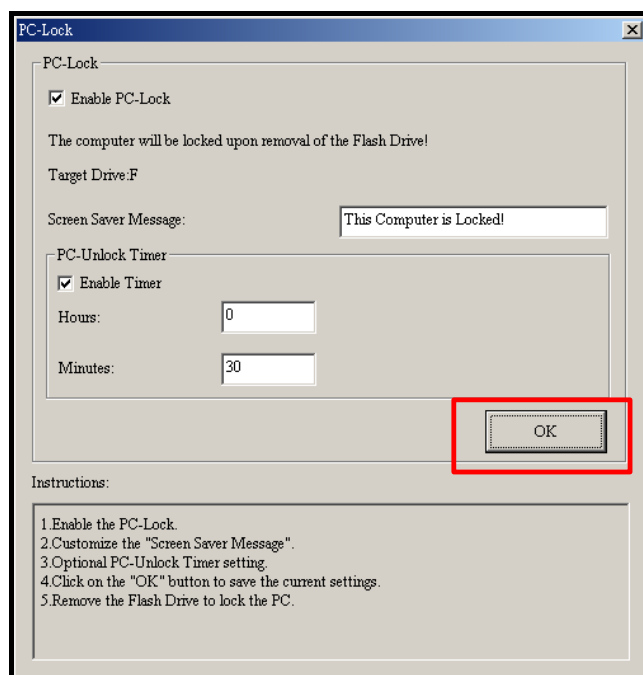 PC-Lock
PC-Lock
Enable PC-Lock
The computer will be locked upon removal of the Flash Drive!
Target Drive:F
Screen Saver Message: This Computer is Locked!
PC-Unlock Timer
Enable Timer
Hours: 0
Minutes: 30
OK
Instructions:
1.Enable the PC-Lock.
2.Customize the "Screen Saver Message".
3.Optional PC-Unlock Timer setting.
4.Click on the "OK" button to save the current settings.
5.Remove the Flash Drive to lock the PC.